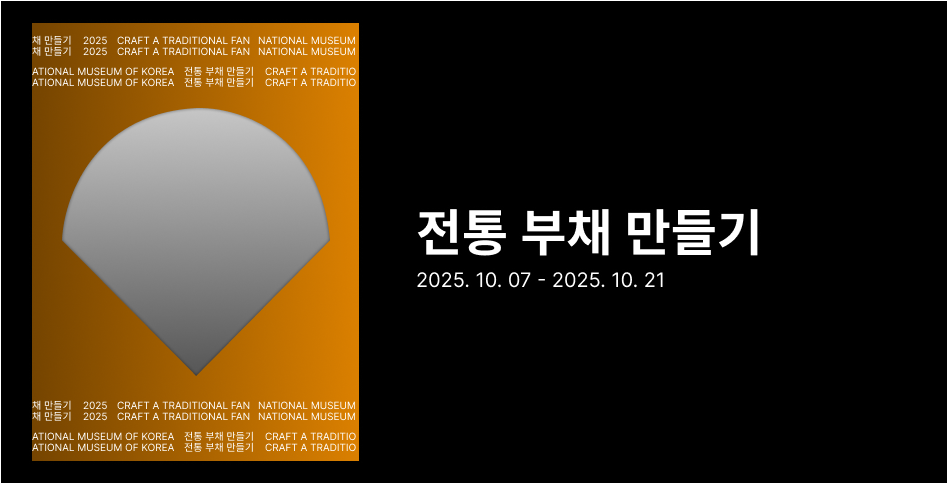 채 만들기 2025 CRAFT A TRADITIONAL FAN NATIONAL MUSEUM
채 만들기 2025 CRAFT A TRADITIONAL FAN NATIONAL MUSEUM
ATIONAL MUSEUM OF KOREA 전통 부채 만들기 CRAFT A TRADITIO
ATIONAL MUSEUM OF KOREA 전통 부채 만들기 CRAFT A TRADITIO
채 만들기 2025 CRAFT A TRADITIONAL FAN NATIONAL MUSEUM
채 만들기 2025 CRAFT A TRADITIONAL FAN NATIONAL MUSEUM
ATIONAL MUSEUM OF KOREA 전통 부채 만들기 CRAFT A TRADITIO
ATIONAL MUSEUM OF KOREA 전통 부채 만들기 CRAFT A TRADITIO
전통 부채 만들기
2025. 10. 07 - 2025. 10. 21